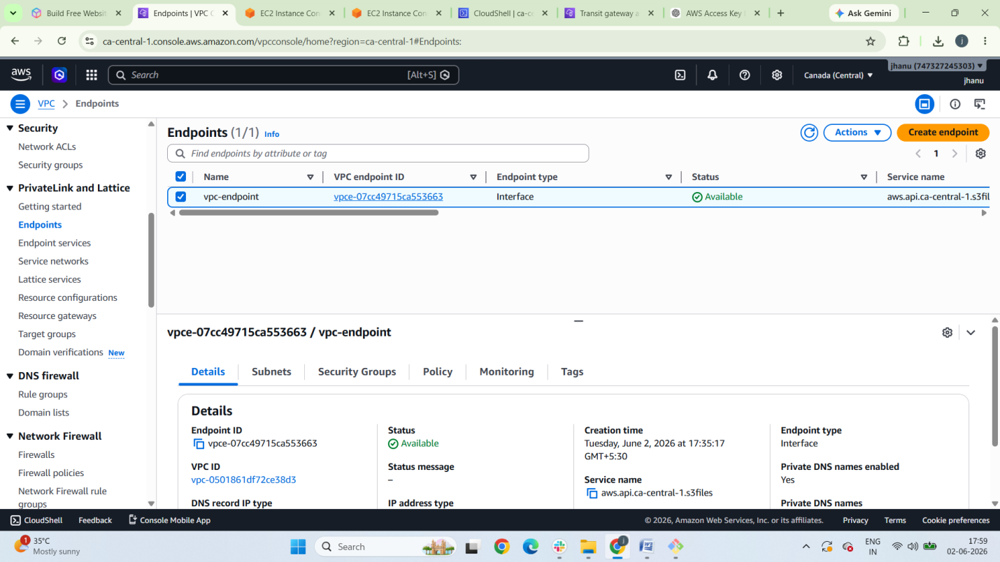 Build Free Websit
Endpoints | VPC C
EC2 Instance Con
EC2 Instance Con
CloudShell | ca-ce
Transit gateway a
AWS Access Key
Ask Gemini
ca-central-1.console.aws.amazon.com/vpcconsole/home?region=ca-central-1#Endpoints:
j
aws
Search
[Alt+S]
Canada (Central)
jhanu (747327245303)
jhanu
VPC
Endpoints
Security
Network ACLs
Security groups
PrivateLink and Lattice
Getting started
Endpoints
Endpoint services
Service networks
Lattice services
Resource configurations
Resource gateways
Target groups
Domain verifications New
DNS firewall
Rule groups
Domain lists
Network Firewall
Firewalls
Firewall policies
Network Firewall rule
groups
Endpoints (1/1) Info
Actions
Create endpoint
Find endpoints by attribute or tag
1
Name
VPC endpoint ID
Endpoint type
Status
Service name
vpc-endpoint
vpce-07cc49715ca553663
Interface
Available
aws.api.ca-central-1.s3fil
vpce-07cc49715ca553663 / vpc-endpoint
Details
Subnets
Security Groups
Policy
Monitoring
Tags
Details
Endpoint ID
vpce-07cc49715ca553663
VPC ID
vpc-0501861df72ce38d3
DNS record IP type
Status
Available
Status message
–
IP address type
Creation time
Tuesday, June 2, 2026 at 17:35:17
GMT+5:30
Service name
aws.api.ca-central-1.s3files
Endpoint type
Interface
Private DNS names enabled
Yes
Private DNS names
CloudShell
Feedback
Console Mobile App
© 2026, Amazon Web Services, Inc. or its affiliates.
Privacy
Terms
Cookie preferences
1
35°C
Mostly sunny
Search
j
ENG
IN
17:59
02-06-2026